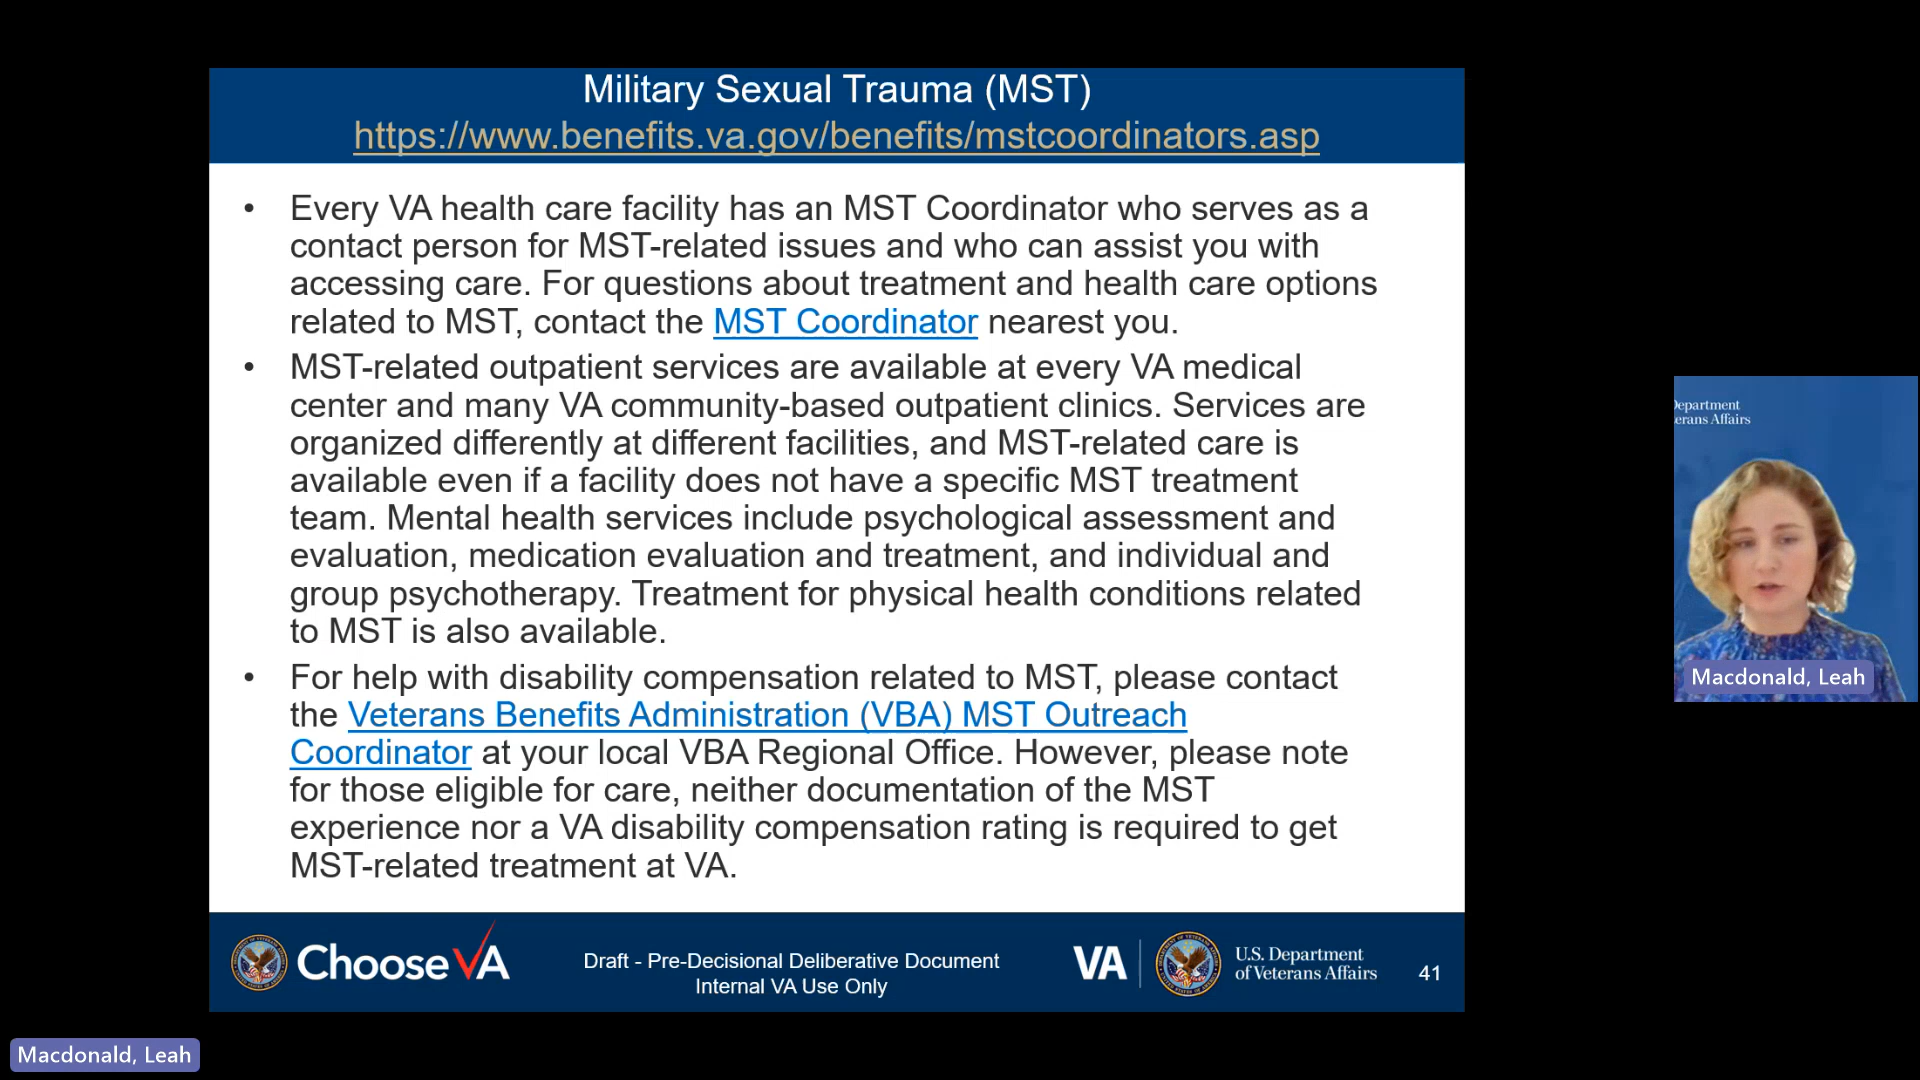 Military Sexual Trauma (MST)
https://www.benefits.va.gov/benefits/mstcoordinators.asp
• Every VA health care facility has an MST Coordinator who serves as a
contact person for MST-related issues and who can assist you with
accessing care. For questions about treatment and health care options
related to MST, contact the MST Coordinator nearest you.
• MST-related outpatient services are available at every VA medical
center and many VA community-based outpatient clinics. Services are
organized differently at different facilities, and MST-related care is
available even if a facility does not have a specific MST treatment
team. Mental health services include psychological assessment and
evaluation, medication evaluation and treatment, and individual and
group psychotherapy. Treatment for physical health conditions related
to MST is also available.
• For help with disability compensation related to MST, please contact
the Veterans Benefits Administration (VBA) MST Outreach
Coordinator at your local VBA Regional Office. However, please note
for those eligible for care, neither documentation of the MST
experience nor a VA disability compensation rating is required to get
MST-related treatment at VA.
Choose VA
Draft - Pre-Decisional Deliberative Document
Internal VA Use Only
VA
U.S. Department
of Veterans Affairs
41
epartment
erans Affairs
Macdonald, Leah
Macdonald, Leah